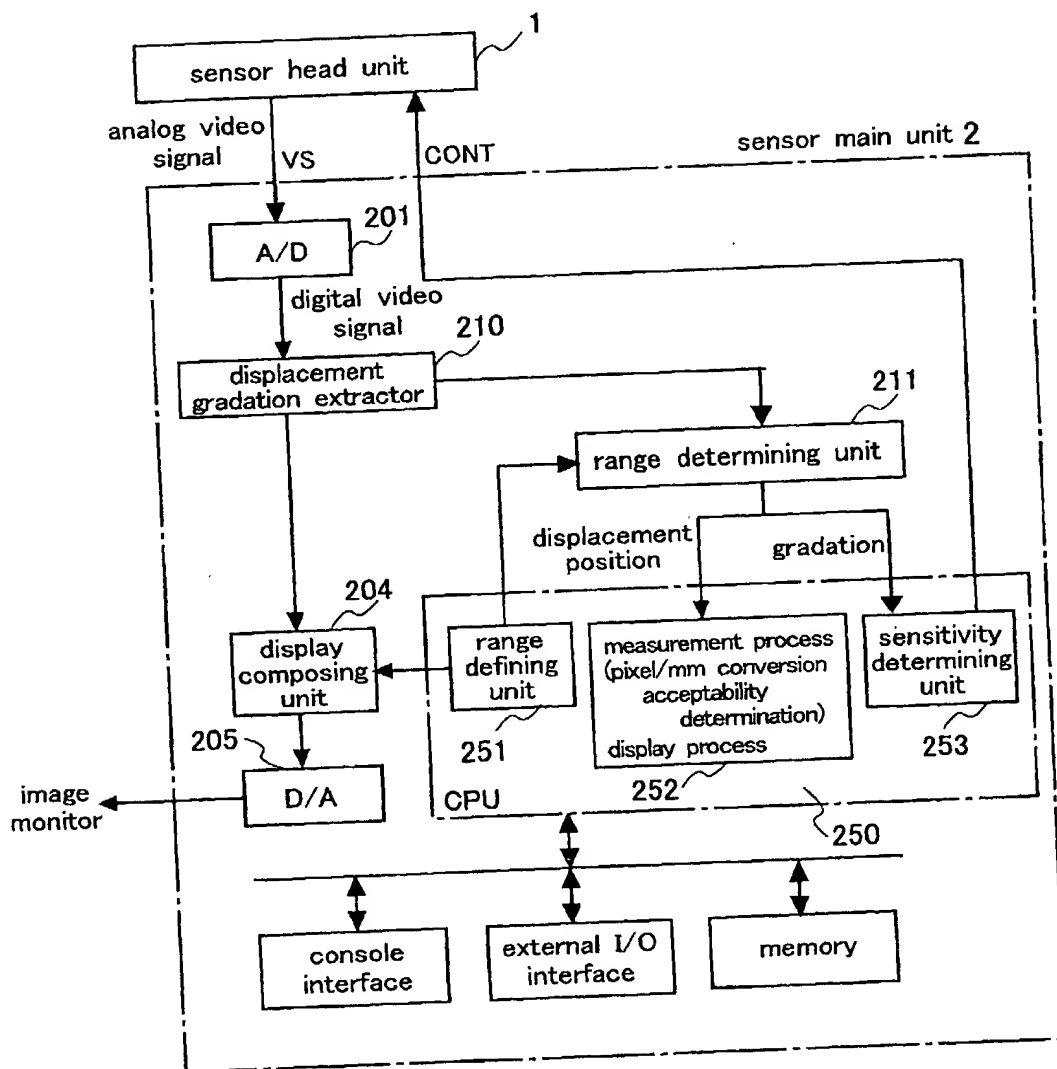 1
sensor head unit
analog video
signal
VS
CONT
sensor main unit 2
201
A/D
digital video
signal
210
displacement
gradation extractor
211
range determining unit
displacement
position
gradation
204
display
composing
unit
range
defining
unit
251
measurement process
(pixel/mm conversion
acceptability
determination)
display process
252
sensitivity
determining
unit
253
205
D/A
image
monitor
CPU
250
console
interface
external I/O
interface
memory